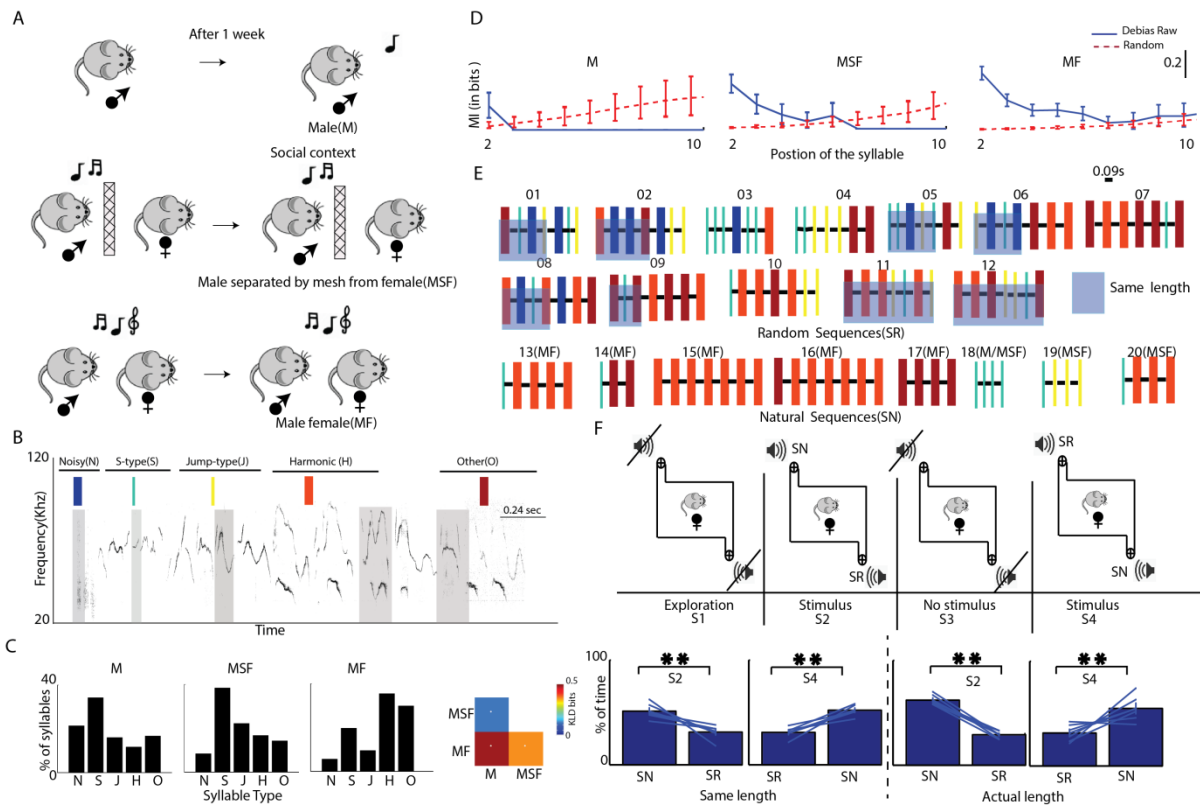 A
After 1 week
Male(M)
Social context
Male separated by mesh from female(MSF)
Male female(MF)
B
120
Frequency(Khz)
20
Noisy(N)
S-type(S)
Jump-type(J)
Harmonic (H)
Other(O)
0.24 sec
Time
C
% of syllables
40
0
M
MSF
MF
N S J H O
N S J H O
N S J H O
Syllable Type
MSF
MF
M
MSF
0.5
0
KLD bits
D
Debias Raw
Random
0.2
M
MSF
MF
MI (in bits)
2
10
2
10
2
10
Postion of the syllable
E
0.09s
01
02
03
04
05
06
07
08
09
10
11
12
Same length
Random Sequences(SR)
13(MF)
14(MF)
15(MF)
16(MF)
17(MF)
18(M/MSF)
19(MSF)
20(MSF)
Natural Sequences(SN)
F
SN
SR
SR
SN
Exploration
S1
Stimulus
S2
No stimulus
S3
Stimulus
S4
100
% of time
0
**
S2
**
S4
**
S2
**
S4
SN
SR
SR
SN
SN
SR
SR
SN
Same length
Actual length